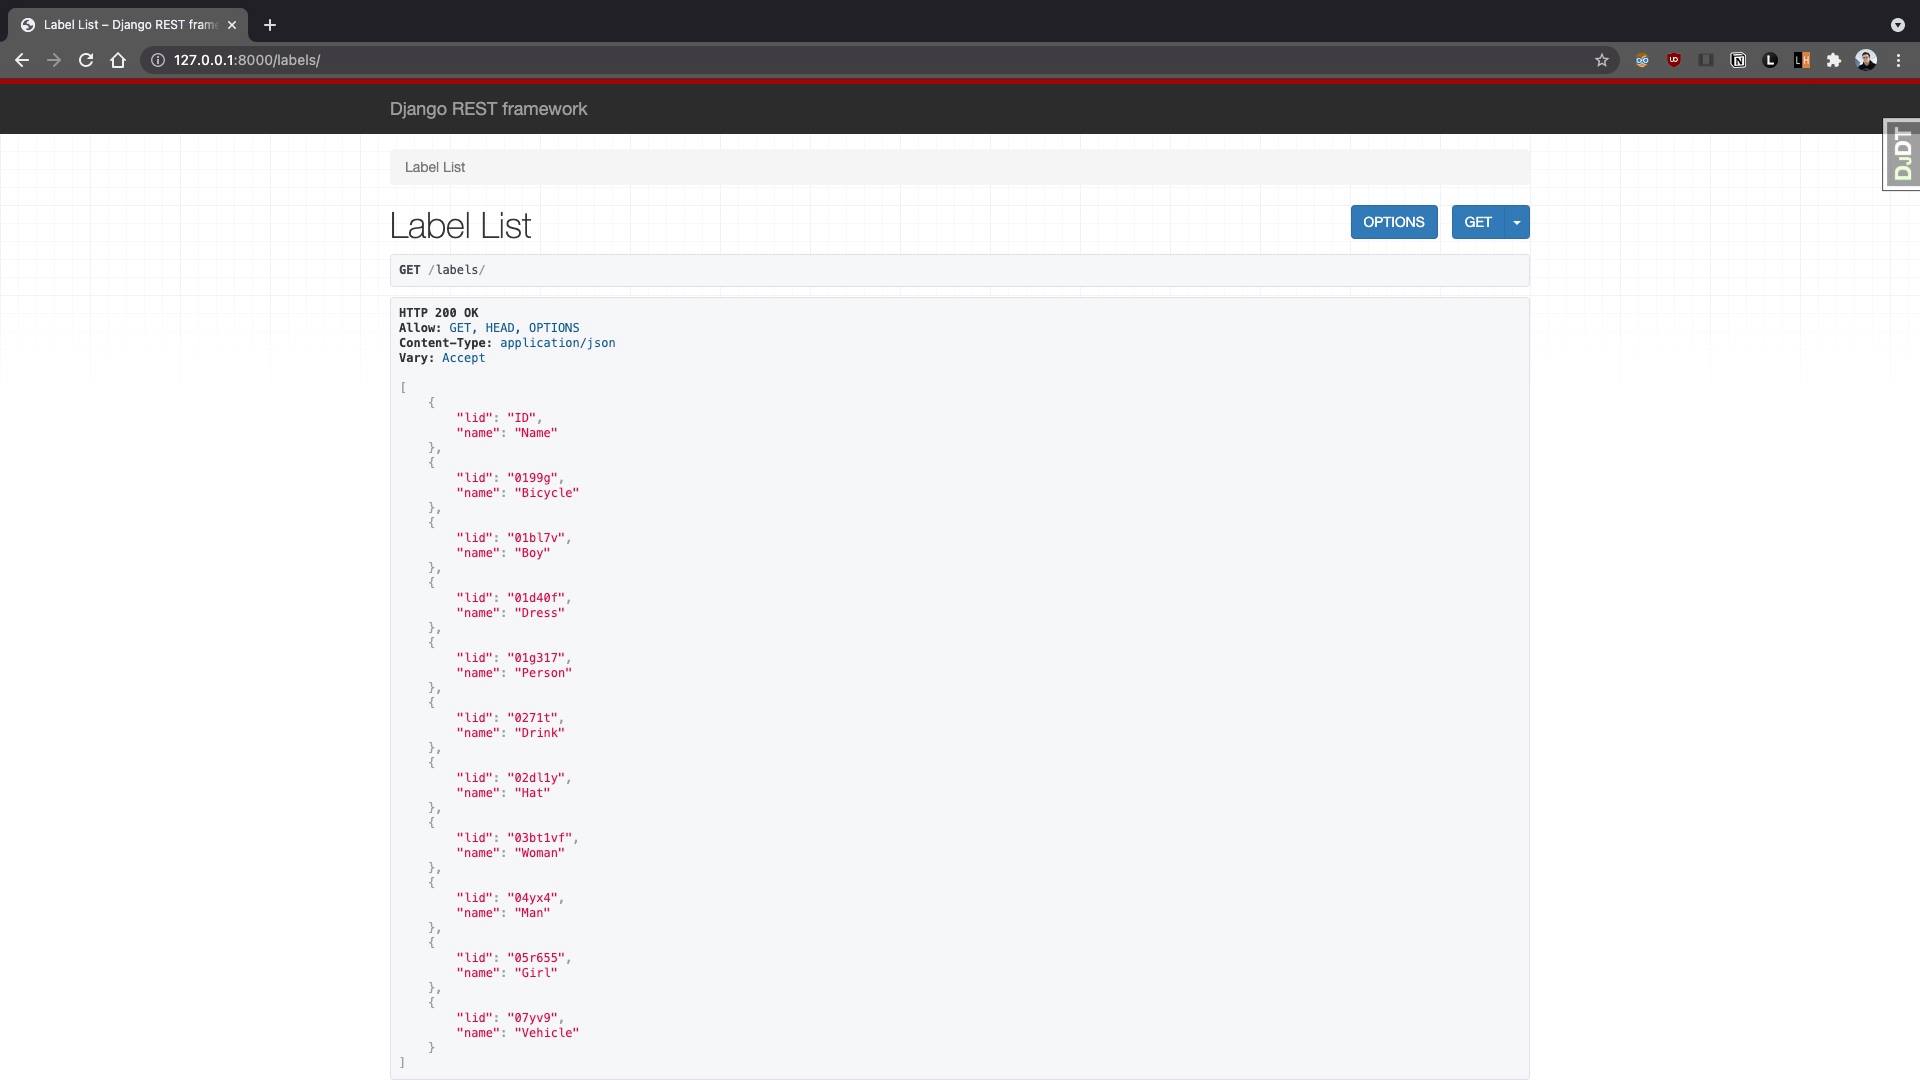 Label List – Django REST fram
127.0.0.1:8000/labels/
Django REST framework
DJDT
Label List
Label List
OPTIONS
GET
GET /labels/
HTTP 200 OK
Allow: GET, HEAD, OPTIONS
Content-Type: application/json
Vary: Accept
[
{
"lid": "ID",
"name": "Name"
},
{
"lid": "0199g",
"name": "Bicycle"
},
{
"lid": "01bl7v",
"name": "Boy"
},
{
"lid": "01d40f",
"name": "Dress"
},
{
"lid": "01g317",
"name": "Person"
},
{
"lid": "0271t",
"name": "Drink"
},
{
"lid": "02dl1y",
"name": "Hat"
},
{
"lid": "03bt1vf",
"name": "Woman"
},
{
"lid": "04yx4",
"name": "Man"
},
{
"lid": "05r655",
"name": "Girl"
},
{
"lid": "07yv9",
"name": "Vehicle"
}
]